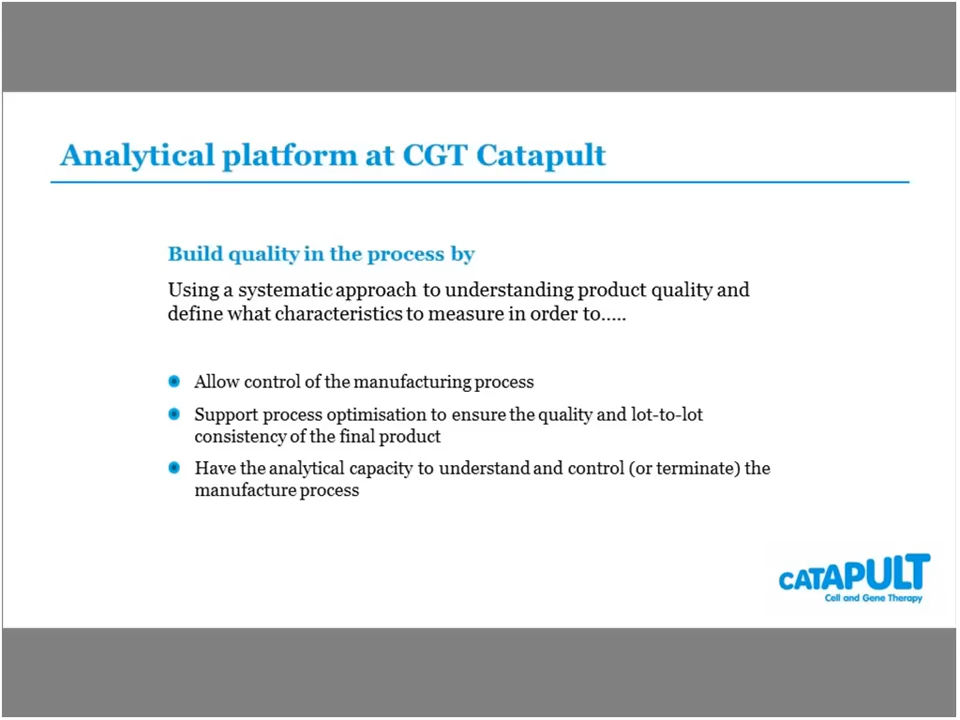 Analytical platform at CGT Catapult
Build quality in the process by
Using a systematic approach to understanding product quality and
define what characteristics to measure in order to.....
Allow control of the manufacturing process
Support process optimisation to ensure the quality and lot-to-lot
consistency of the final product
Have the analytical capacity to understand and control (or terminate) the
manufacture process
CATAPULT
Cell and Gene Therapy